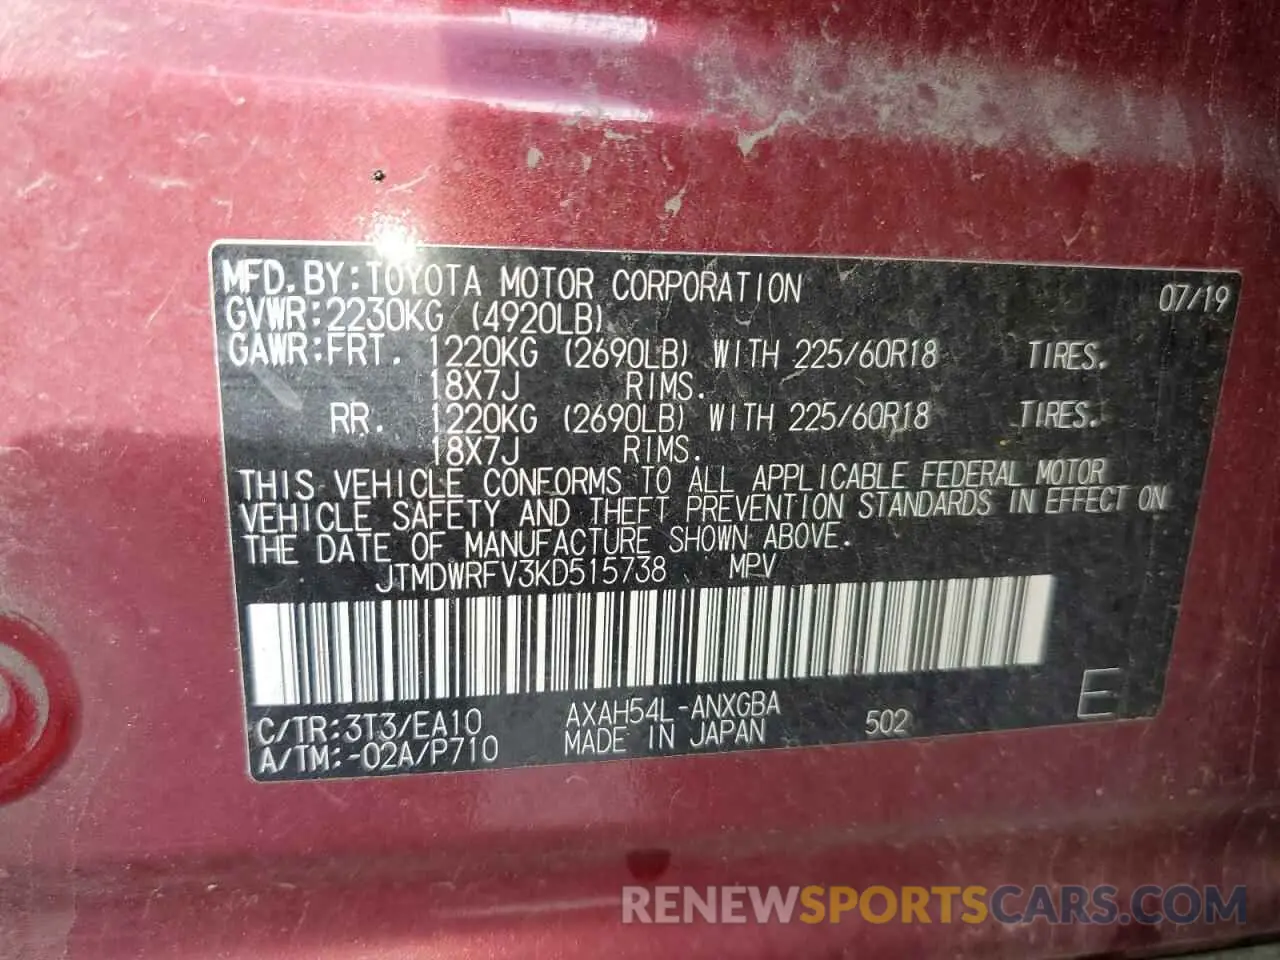 MFD. BY: TOYOTA MOTOR CORPORATION 07/19
GVWR: 2230KG (4920LB)
GAWR: FRT. 1220KG (2690LB) WITH 225/60R18 TIRES.
18X7J RIMS.
RR. 1220KG (2690LB) WITH 225/60R18 TIRES.
18X7J RIMS.
THIS VEHICLE CONFORMS TO ALL APPLICABLE FEDERAL MOTOR
VEHICLE SAFETY AND THEFT PREVENTION STANDARDS IN EFFECT ON
THE DATE OF MANUFACTURE SHOWN ABOVE.
JTMDWRFV3KD515738 MPV
C/TR: 3T3/EA10 AXAH54L-ANXGBA 502 E
A/TM: -02A/P710 MADE IN JAPAN
RENEWSPORTSCARS.COM